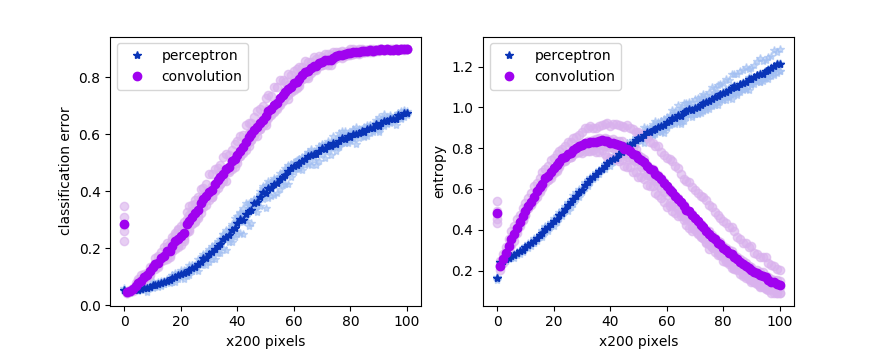 perceptron
convolution
classification error
0.8
0.6
0.4
0.2
0.0
0 20 40 60 80 100
x200 pixels
perceptron
convolution
entropy
1.2
1.0
0.8
0.6
0.4
0.2
0 20 40 60 80 100
x200 pixels